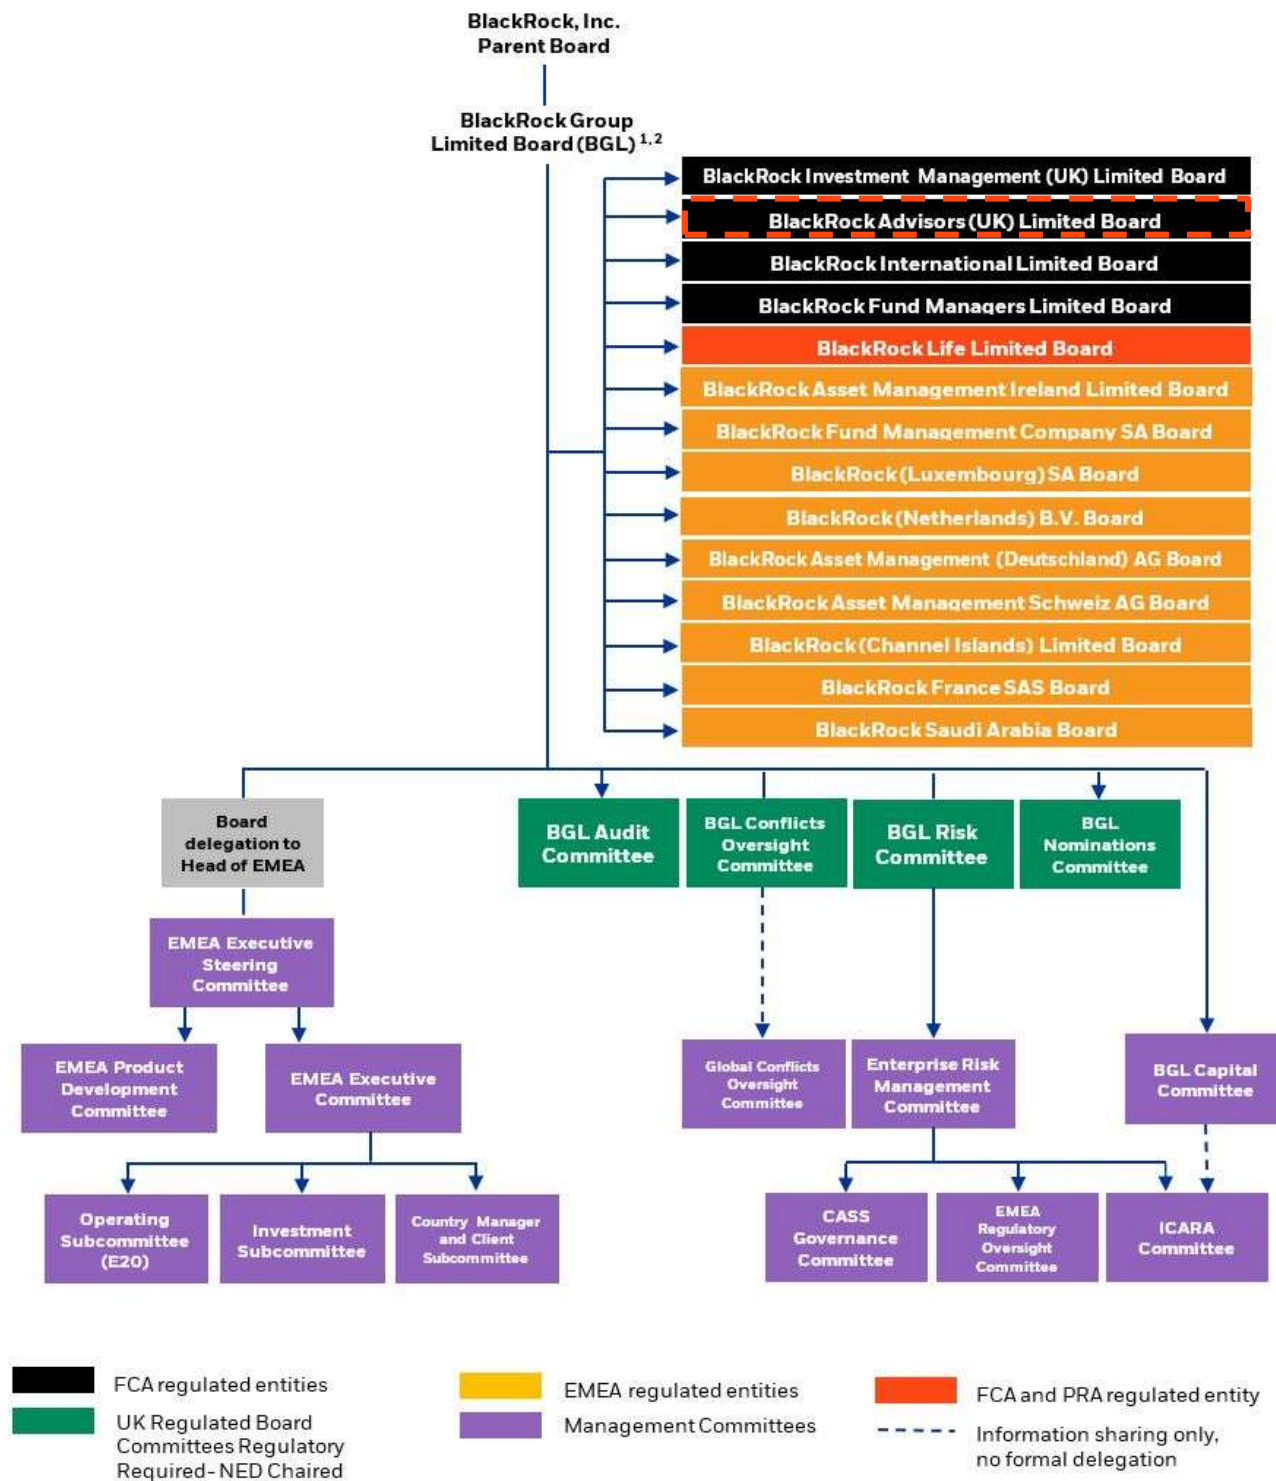 BlackRock, Inc.
Parent Board
BlackRock Group
Limited Board (BGL) 1,2
BlackRock Investment Management (UK) Limited Board
BlackRock Advisors (UK) Limited Board
BlackRock International Limited Board
BlackRock Fund Managers Limited Board
BlackRock Life Limited Board
BlackRock Asset Management Ireland Limited Board
BlackRock Fund Management Company SA Board
BlackRock (Luxembourg) SA Board
BlackRock (Netherlands) B.V. Board
BlackRock Asset Management (Deutschland) AG Board
BlackRock Asset Management Schweiz AG Board
BlackRock (Channel Islands) Limited Board
BlackRock France SAS Board
BlackRock Saudi Arabia Board
Board
delegation to
Head of EMEA
BGL Audit
Committee
BGL Conflicts
Oversight
Committee
BGL Risk
Committee
BGL
Nominations
Committee
EMEA Executive
Steering
Committee
EMEA Product
Development
Committee
EMEA Executive
Committee
Global Conflicts
Oversight
Committee
Enterprise Risk
Management
Committee
BGL Capital
Committee
Operating
Subcommittee
(E20)
Investment
Subcommittee
Country Manager
and Client
Subcommittee
CASS
Governance
Committee
EMEA
Regulatory
Oversight
Committee
ICARA
Committee
FCA regulated entities
UK Regulated Board
Committees Regulatory
Required- NED Chaired
EMEA regulated entities
Management Committees
FCA and PRA regulated entity
Information sharing only,
no formal delegation